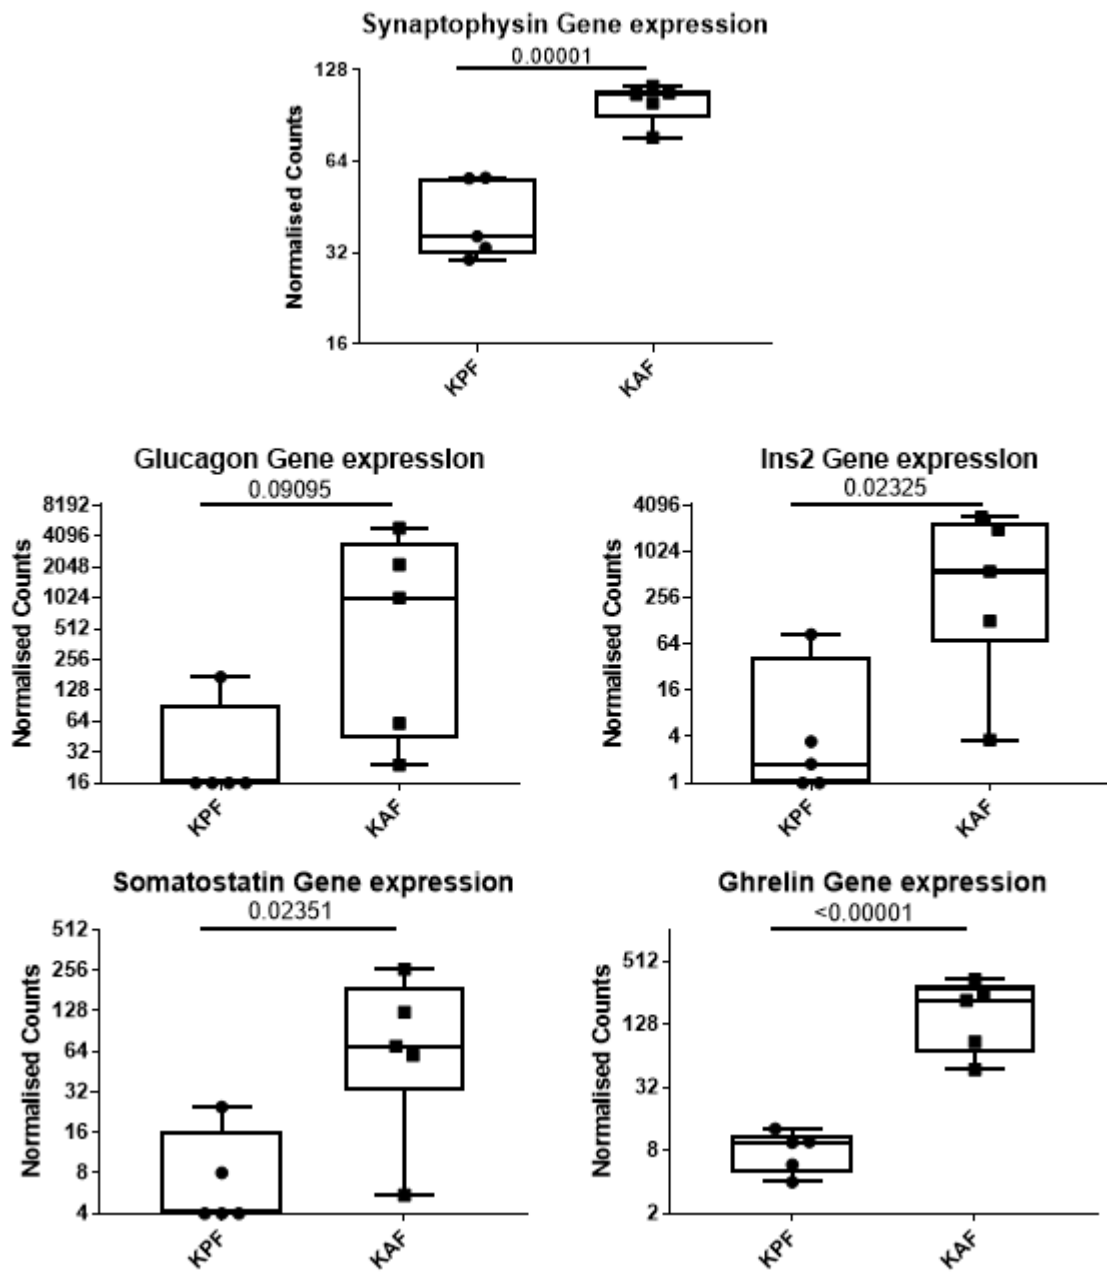 Synaptophysin Gene expression
0.00001
Normalised Counts
128
64
32
16
KPF
KAF
Glucagon Gene expression
0.09095
Normalised Counts
8192
4096
2048
1024
512
256
128
64
32
16
KPF
KAF
Ins2 Gene expression
0.02325
Normalised Counts
4096
1024
256
64
16
4
1
KPF
KAF
Somatostatin Gene expression
0.02351
Normalised Counts
512
256
128
64
32
16
8
4
KPF
KAF
Ghrelin Gene expression
<0.00001
Normalised Counts
512
128
32
8
2
KPF
KAF